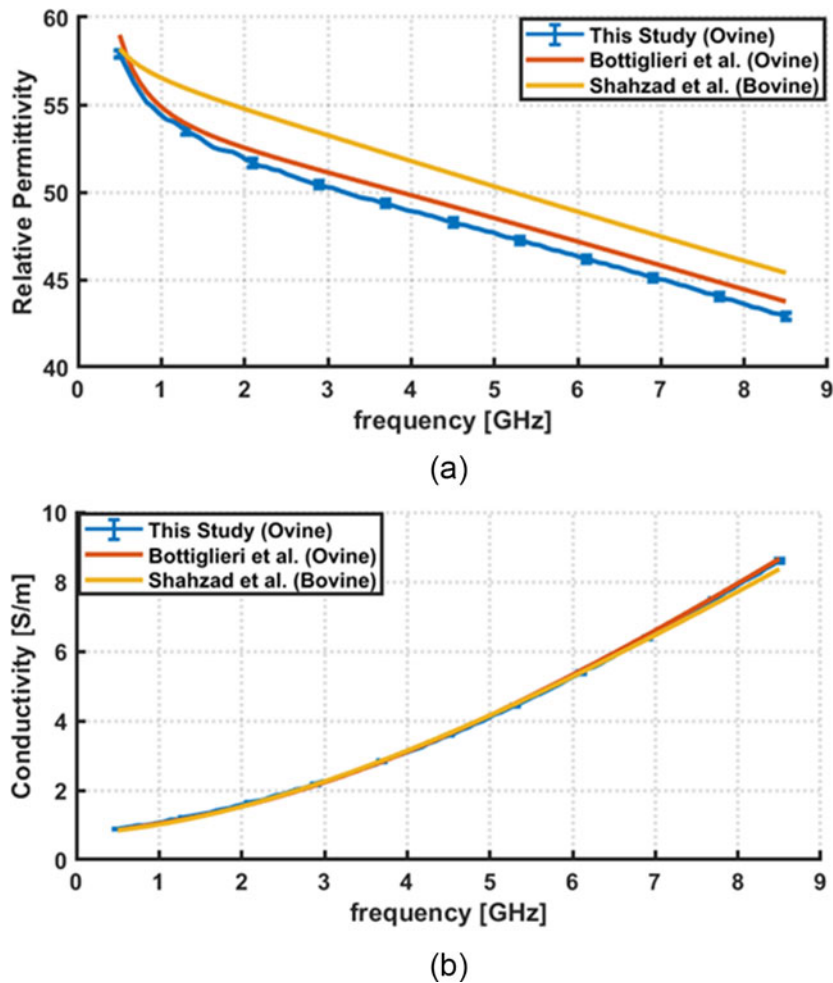 60
55
50
45
40
Relative Permittivity
This Study (Ovine)
Bottiglieri et al. (Ovine)
Shahzad et al. (Bovine)
0 1 2 3 4 5 6 7 8 9
frequency [GHz]
(a)
10
8
6
4
2
0
Conductivity [S/m]
This Study (Ovine)
Bottiglieri et al. (Ovine)
Shahzad et al. (Bovine)
0 1 2 3 4 5 6 7 8 9
frequency [GHz]
(b)